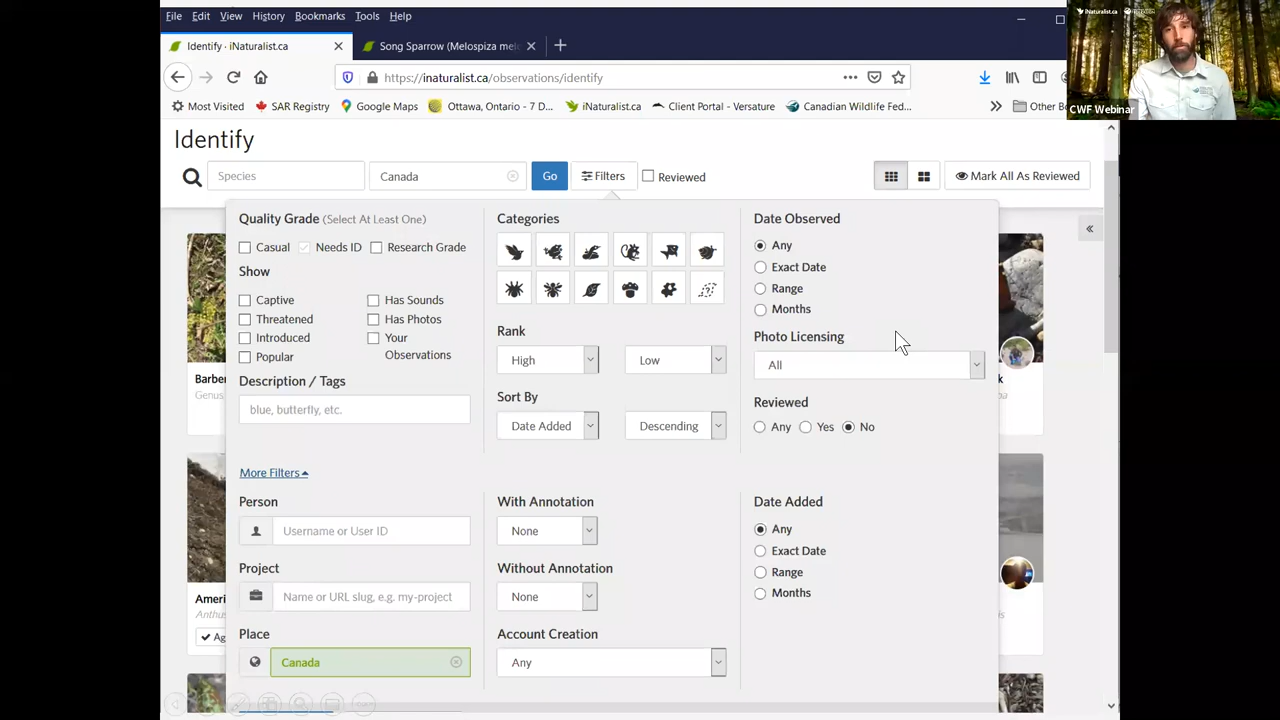 File Edit View History Bookmarks Tools Help
iNaturalist.ca
Identify · iNaturalist.ca
Song Sparrow (Melospiza mel
https://inaturalist.ca/observations/identify
Most Visited SAR Registry Google Maps Ottawa, Ontario - 7 D... iNaturalist.ca Client Portal - Versature Canadian Wildlife Fed... Other Bo
CWF Webinar
Identify
Species Canada Go Filters Reviewed Mark All As Reviewed
Quality Grade (Select At Least One)
Casual Needs ID Research Grade
Show
Captive Has Sounds
Threatened Has Photos
Introduced Your Observations
Popular
Description / Tags
blue, butterfly, etc.
Categories
Rank
High Low
Sort By
Date Added Descending
Date Observed
Any
Exact Date
Range
Months
Photo Licensing
All
Reviewed
Any Yes No
More Filters
Person
Username or User ID
Project
Name or URL slug, e.g. my-project
Place
Canada
With Annotation
None
Without Annotation
None
Account Creation
Any
Date Added
Any
Exact Date
Range
Months
Barber
Genus
Ameri
Anthus
Ag
k